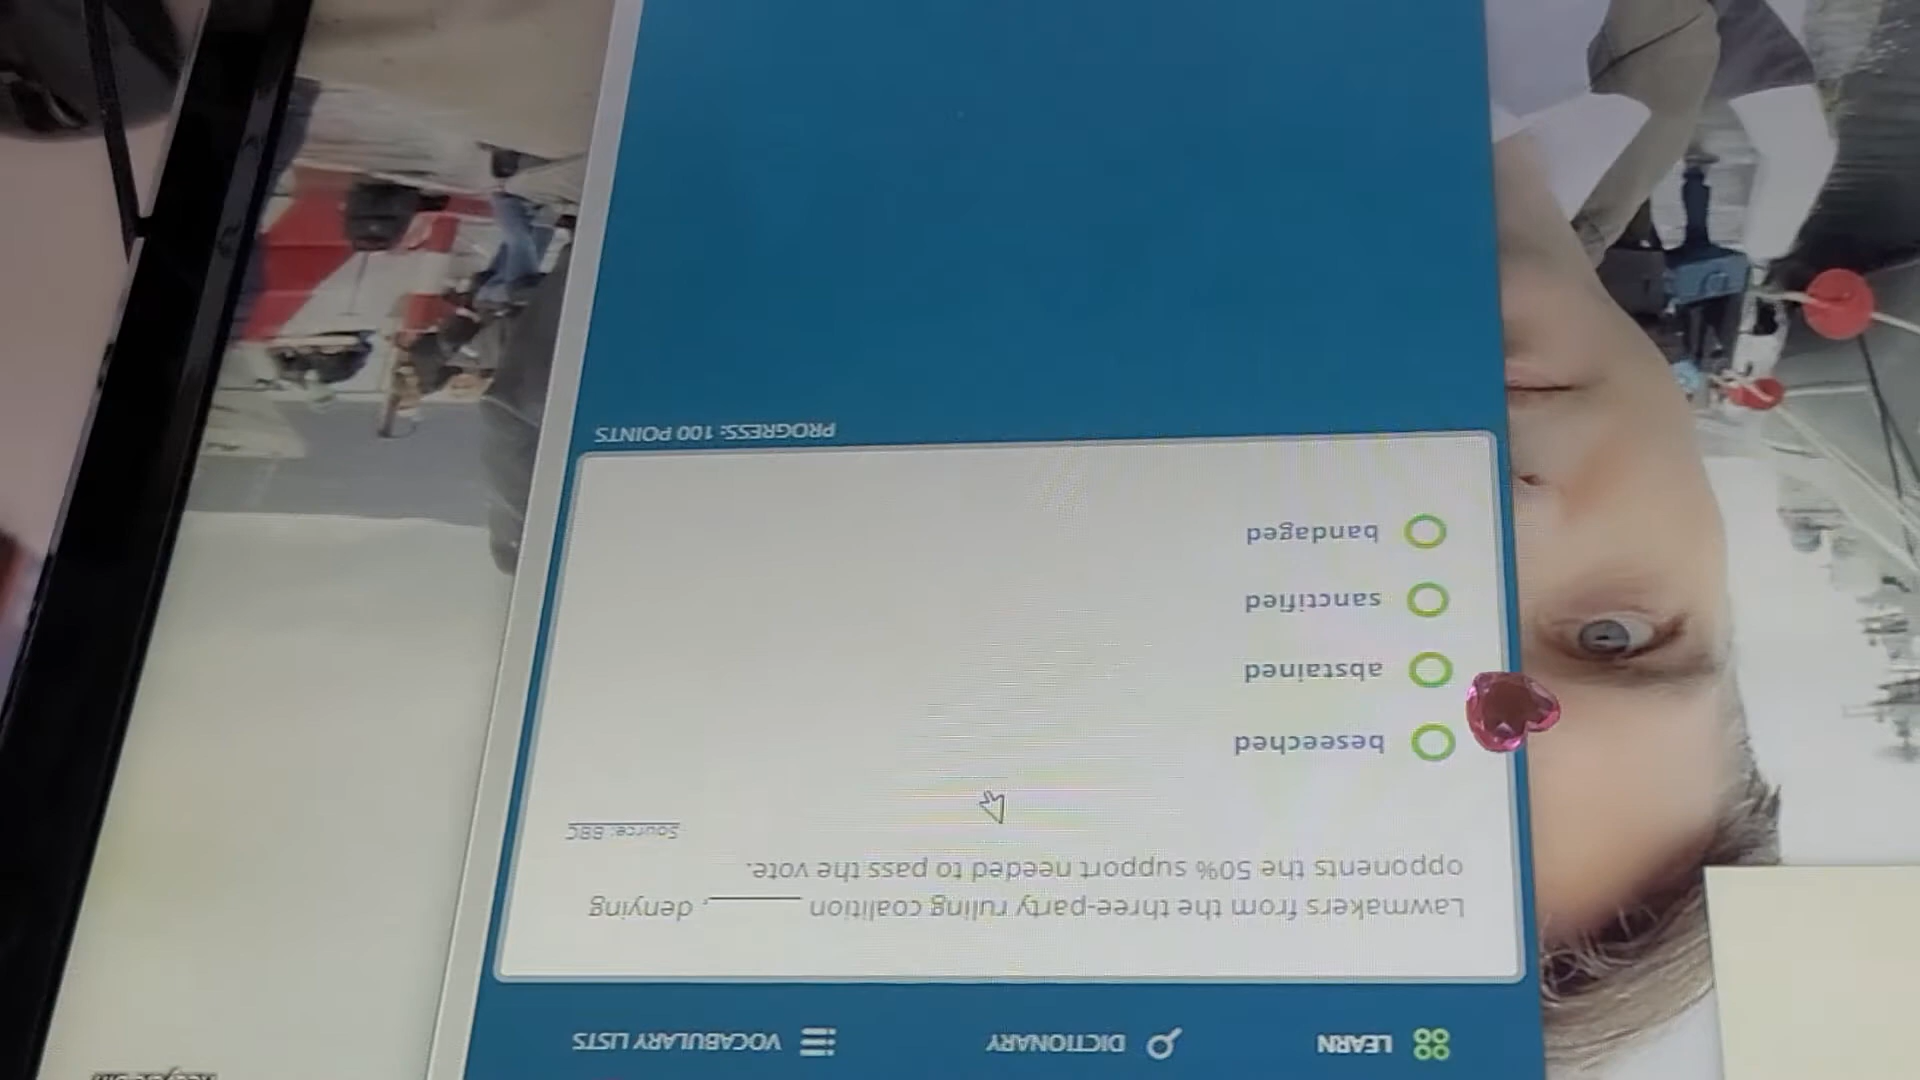 LEARN DICTIONARY VOCABULARY LISTS
Lawmakers from the three-party ruling coalition ________, denying
opponents the 50% support needed to pass the vote.
Source: BBC
beseeched
abstained
sanctified
bandaged
PROGRESS: 100 POINTS